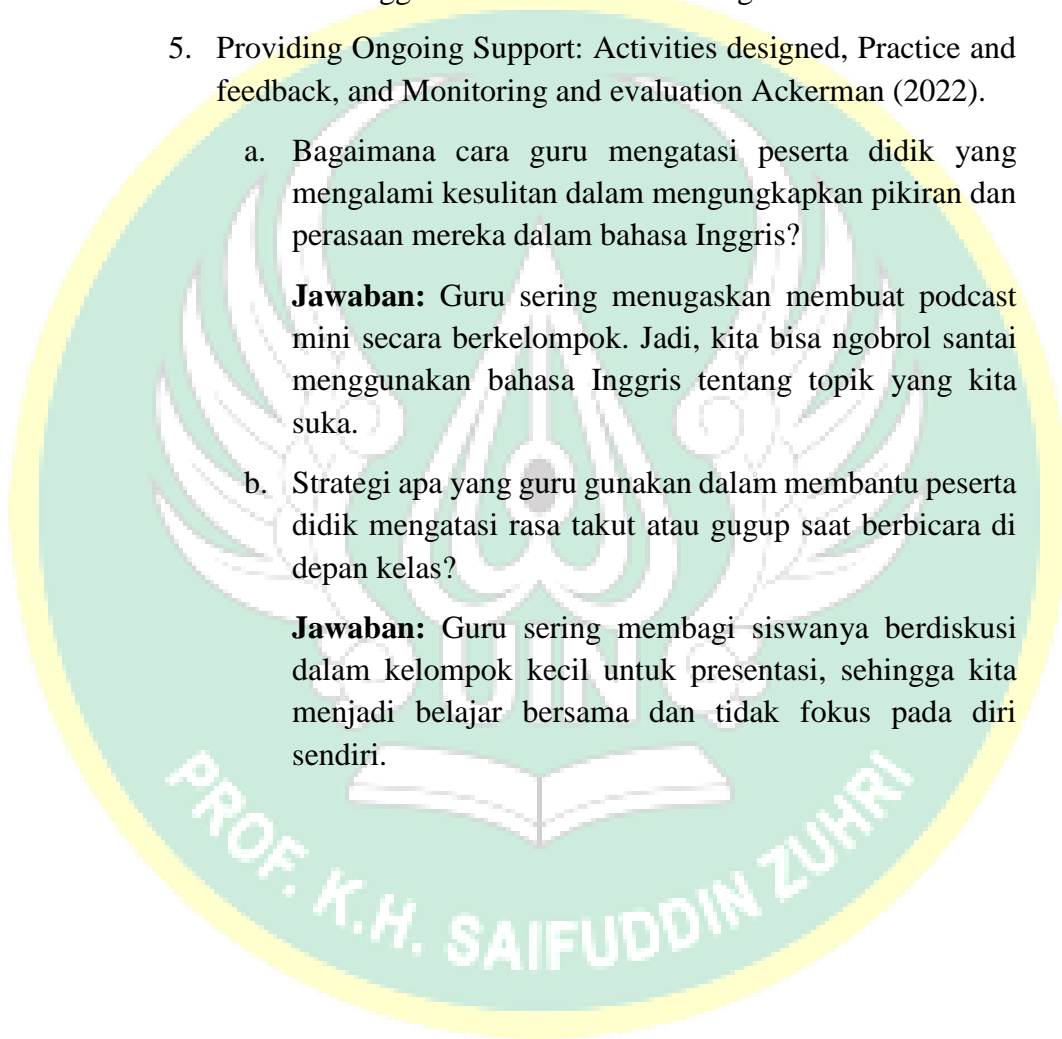 5. Providing Ongoing Support: Activities designed, Practice and
feedback, and Monitoring and evaluation Ackerman (2022).
a. Bagaimana cara guru mengatasi peserta didik yang
mengalami kesulitan dalam mengungkapkan pikiran dan
perasaan mereka dalam bahasa Inggris?
Jawaban: Guru sering menugaskan membuat podcast
mini secara berkelompok. Jadi, kita bisa ngobrol santai
menggunakan bahasa Inggris tentang topik yang kita
suka.
b. Strategi apa yang guru gunakan dalam membantu peserta
didik mengatasi rasa takut atau gugup saat berbicara di
depan kelas?
Jawaban: Guru sering membagi siswanya berdiskusi
dalam kelompok kecil untuk presentasi, sehingga kita
menjadi belajar bersama dan tidak fokus pada diri
sendiri.
UIN
PROF. K.H. SAIFUDDIN ZUHRI